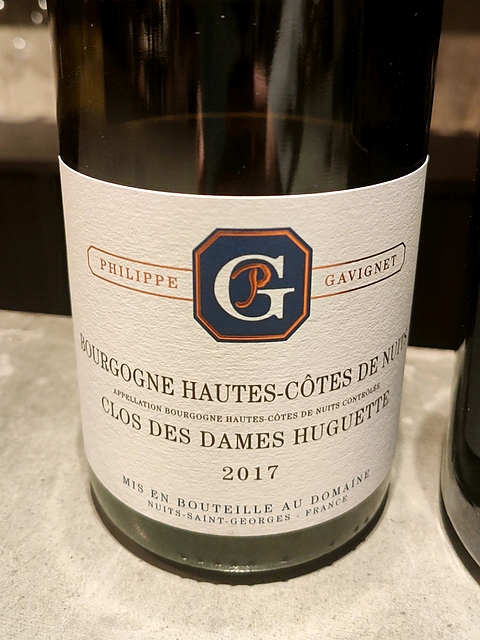 PHILIPPE GAVIGNET
PG
BOURGOGNE HAUTES-CÔTES DE NUITS
APPELLATION BOURGOGNE HAUTES-CÔTES DE NUITS CONTRÔLÉE
CLOS DES DAMES HUGUETTE
2017
MIS EN BOUTEILLE AU DOMAINE
NUITS-SAINT-GEORGES - FRANCE